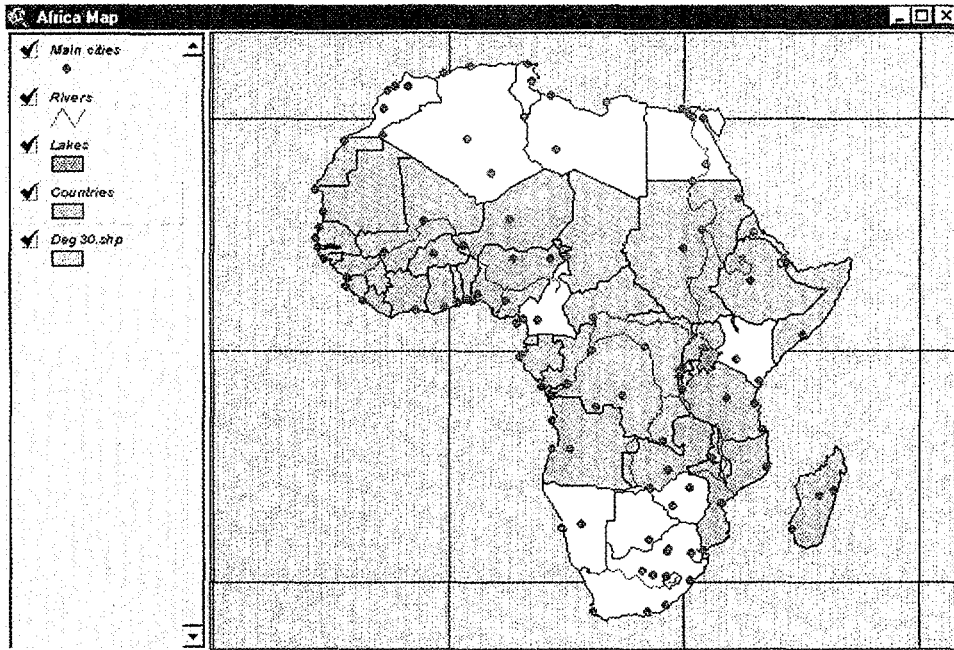 Africa Map
Main cities
Rivers
Lakes
Countries
Deg 30.shp